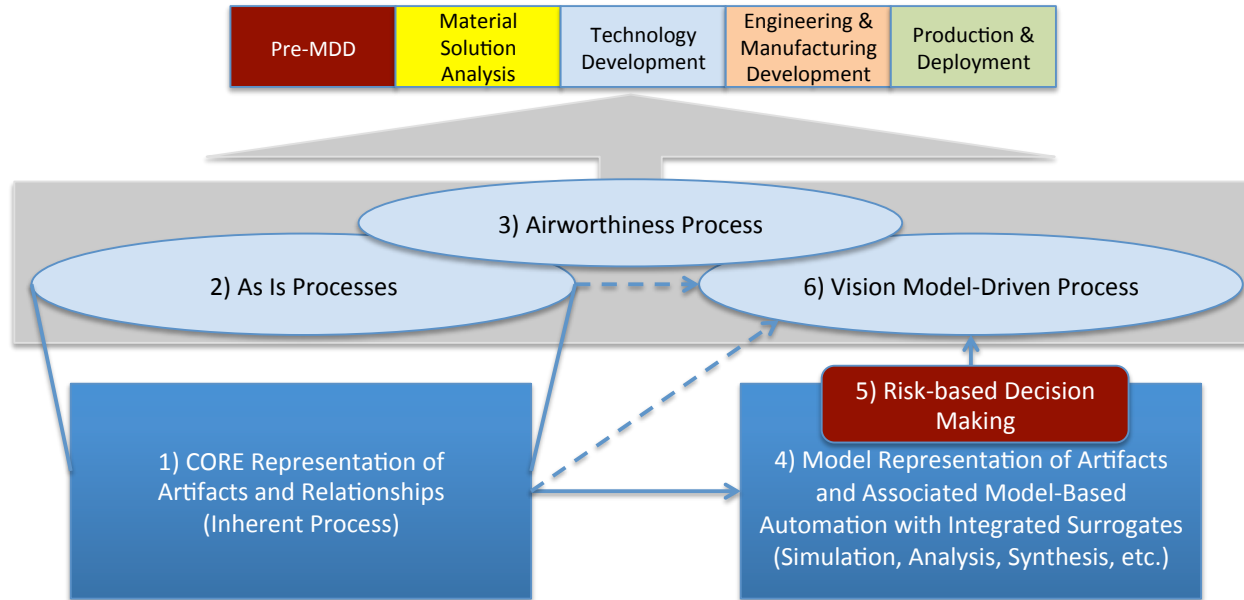 Pre-MDD
Material
Solution
Analysis
Technology
Development
Engineering &
Manufacturing
Development
Production &
Deployment
3) Airworthiness Process
2) As Is Processes
6) Vision Model-Driven Process
5) Risk-based Decision
Making
1) CORE Representation of
Artifacts and Relationships
(Inherent Process)
4) Model Representation of Artifacts
and Associated Model-Based
Automation with Integrated Surrogates
(Simulation, Analysis, Synthesis, etc.)